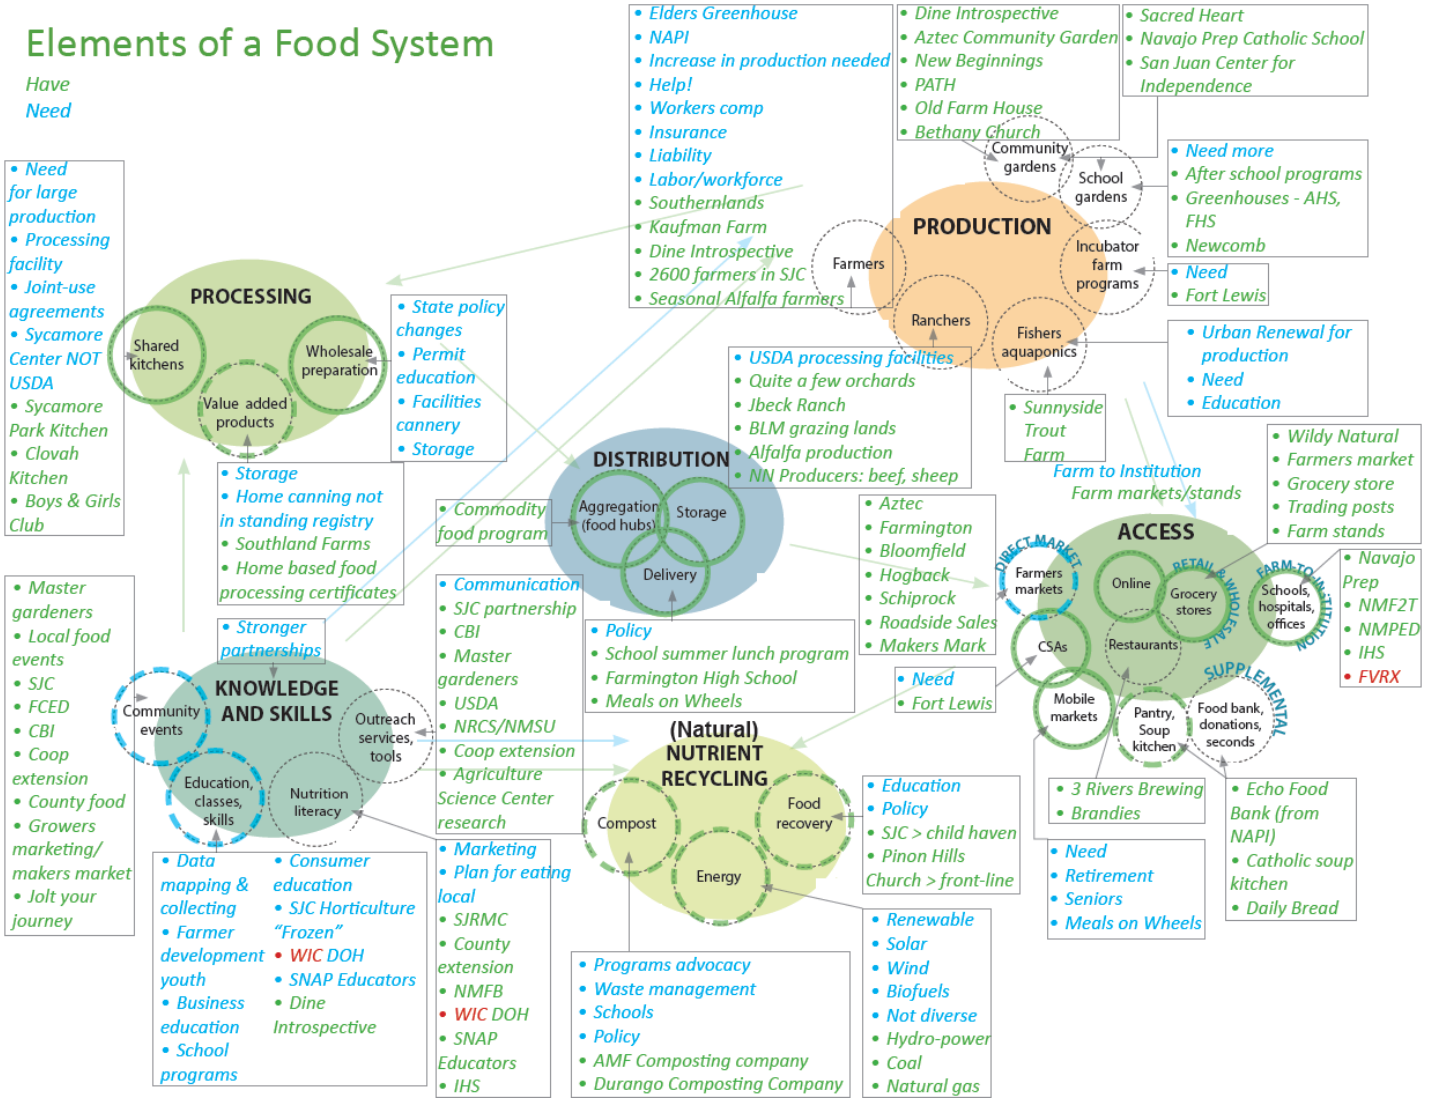 Elements of a Food System
Have
Need
• Need
for large
production
• Processing
facility
• Joint-use
agreements
• Sycamore
Center NOT
USDA
• Sycamore
Park Kitchen
• Clovah
Kitchen
• Boys & Girls
Club
PROCESSING
Shared
kitchens
Wholesale
preparation
Value added
products
• State policy
changes
• Permit
education
• Facilities
cannery
• Storage
• Storage
• Home canning not
in standing registry
• Southland Farms
• Home based food
processing certificates
• Elders Greenhouse
• NAPI
• Increase in production needed
• Help!
• Workers comp
• Insurance
• Liability
• Labor/workforce
• Southernlands
• Kaufman Farm
• Dine Introspective
• 2600 farmers in SJC
• Seasonal Alfalfa farmers
• Dine Introspective
• Aztec Community Garden
• New Beginnings
• PATH
• Old Farm House
• Bethany Church
• Sacred Heart
• Navajo Prep Catholic School
• San Juan Center for
Independence
Community
gardens
School
gardens
• Need more
• After school programs
• Greenhouses - AHS,
FHS
• Newcomb
PRODUCTION
Farmers
Incubator
farm
programs
Ranchers
Fishers
aquaponics
• Need
• Fort Lewis
• Urban Renewal for
production
• Need
• Education
• USDA processing facilities
• Quite a few orchards
• Jbeck Ranch
• BLM grazing lands
• Alfalfa production
• NN Producers: beef, sheep
• Sunnyside
Trout
Farm
Farm to Institution
Farm markets/stands
• Wildy Natural
• Farmers market
• Grocery store
• Trading posts
• Farm stands
DISTRIBUTION
Aggregation
(food hubs)
Storage
Delivery
• Commodity
food program
• Policy
• School summer lunch program
• Farmington High School
• Meals on Wheels
• Aztec
• Farmington
• Bloomfield
• Hogback
• Schiprock
• Roadside Sales
• Makers Mark
• Need
• Fort Lewis
ACCESS
DIRECT MARKET
Farmers
markets
Online
RETAIL & WHOLESALE
Grocery
stores
FARM-TO IN-STITUTION
Schools,
hospitals,
offices
CSAs
Restaurants
SUPPLEMENTAL
Mobile
markets
Pantry,
Soup
kitchen
Food bank,
donations,
seconds
• Navajo
Prep
• NMF2T
• NMPED
• IHS
• FVRX
• 3 Rivers Brewing
• Brandies
• Echo Food
Bank (from
NAPI)
• Catholic soup
kitchen
• Daily Bread
• Need
• Retirement
• Seniors
• Meals on Wheels
• Master
gardeners
• Local food
events
• SJC
• FCED
• CBI
• Coop
extension
• County food
• Growers
marketing/
makers market
• Jolt your
journey
• Stronger
partnerships
KNOWLEDGE
AND SKILLS
Community
events
Outreach
services,
tools
Education,
classes,
skills
Nutrition
literacy
• Communication
• SJC partnership
• CBI
• Master
gardeners
• USDA
• NRCS/NMSU
• Coop extension
• Agriculture
Science Center
research
• Data
mapping &
collecting
• Farmer
development
youth
• Business
education
• School
programs
• Consumer
education
• SJC Horticulture
“Frozen”
• WIC DOH
• SNAP Educators
• Dine
Introspective
• Marketing
• Plan for eating
local
• SJRMC
• County
extension
• NMFB
• WIC DOH
• SNAP
Educators
• IHS
(Natural)
NUTRIENT
RECYCLING
Compost
Food
recovery
Energy
• Education
• Policy
• SJC > child haven
• Pinon Hills
Church > front-line
• Programs advocacy
• Waste management
• Schools
• Policy
• AMF Composting company
• Durango Composting Company
• Renewable
• Solar
• Wind
• Biofuels
• Not diverse
• Hydro-power
• Coal
• Natural gas